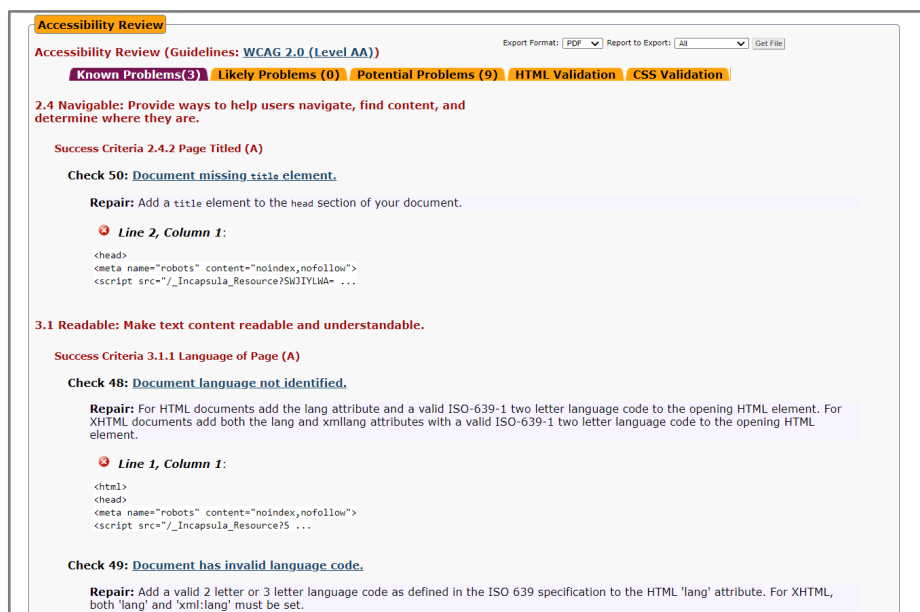 Accessibility Review
Export Format: PDF Report to Export: All Get File
Accessibility Review (Guidelines: WCAG 2.0 (Level AA))
Known Problems(3) Likely Problems (0) Potential Problems (9) HTML Validation CSS Validation
2.4 Navigable: Provide ways to help users navigate, find content, and
determine where they are.
Success Criteria 2.4.2 Page Titled (A)
Check 50: Document missing title element.
Repair: Add a title element to the head section of your document.
Line 2, Column 1:
<head>
<meta name="robots" content="noindex,nofollow">
<script src="/_Incapsula_Resource?SWJIYLWA= ...
3.1 Readable: Make text content readable and understandable.
Success Criteria 3.1.1 Language of Page (A)
Check 48: Document language not identified.
Repair: For HTML documents add the lang attribute and a valid ISO-639-1 two letter language code to the opening HTML element. For
XHTML documents add both the lang and xmllang attributes with a valid ISO-639-1 two letter language code to the opening HTML
element.
Line 1, Column 1:
<html>
<head>
<meta name="robots" content="noindex,nofollow">
<script src="/_Incapsula_Resource?S ...
Check 49: Document has invalid language code.
Repair: Add a valid 2 letter or 3 letter language code as defined in the ISO 639 specification to the HTML 'lang' attribute. For XHTML,
both 'lang' and 'xml:lang' must be set.